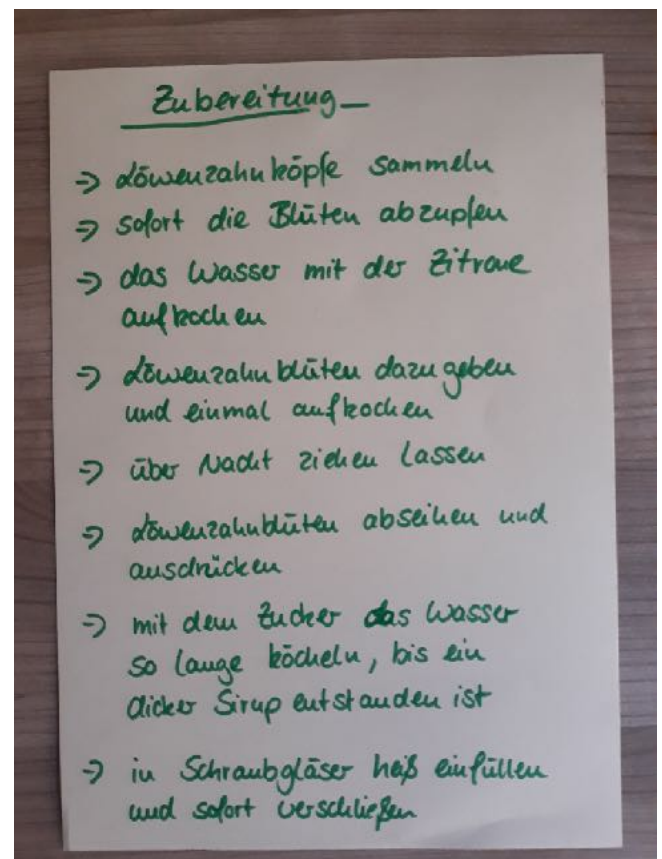 Zubereitung
-> Löwenzahnköpfe sammeln
-> sofort die Blüten abzupfen
-> das Wasser mit der Zitrone
aufkochen
-> Löwenzahnblüten dazugeben
und einmal aufkochen
-> über Nacht ziehen lassen
-> Löwenzahnblüten abseihen und
ausdrücken
-> mit dem Zucker das Wasser
so lange köcheln, bis ein
dicker Sirup entstanden ist
-> in Schraubgläser heiß einfüllen
und sofort verschließen